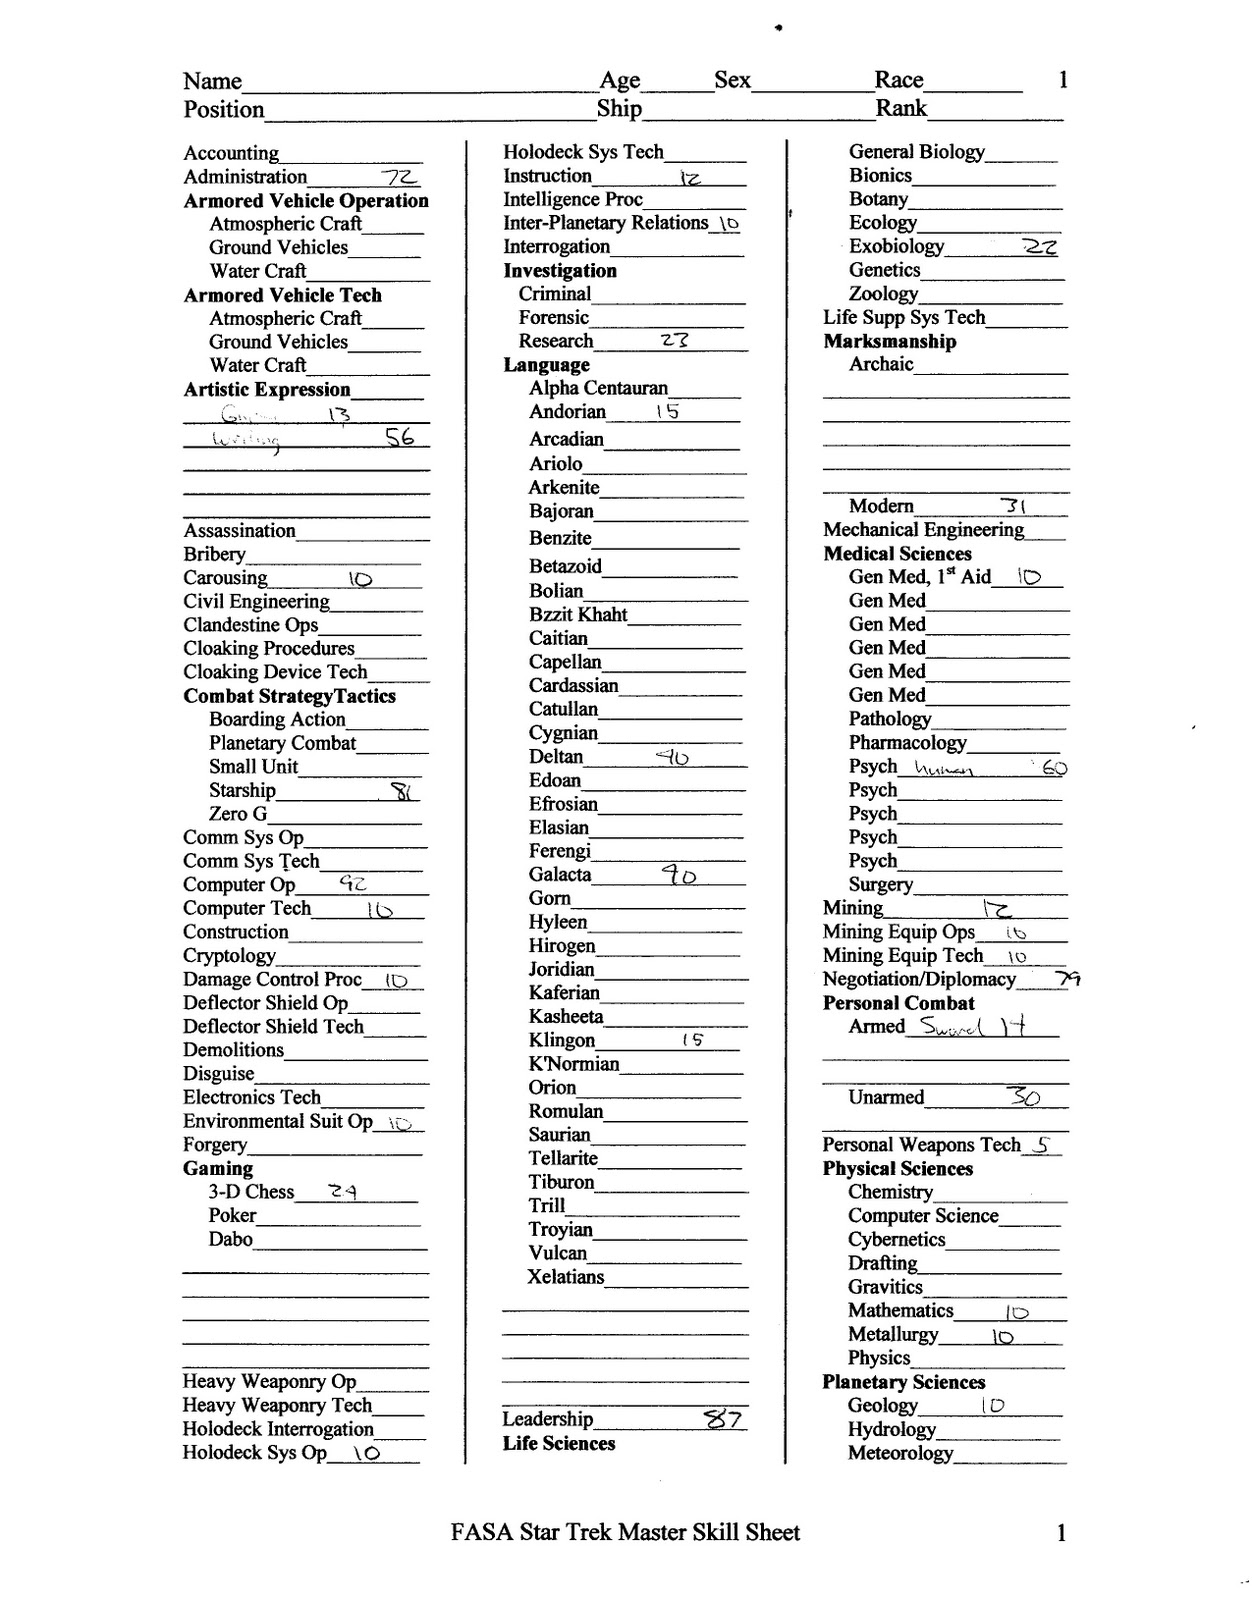 Name Age Sex Race 1
Position Ship Rank
Accounting
Administration 72
Armored Vehicle Operation
Atmospheric Craft
Ground Vehicles
Water Craft
Armored Vehicle Tech
Atmospheric Craft
Ground Vehicles
Water Craft
Artistic Expression
13
Writing 56
Assassination
Bribery
Carousing 10
Civil Engineering
Clandestine Ops
Cloaking Procedures
Cloaking Device Tech
Combat StrategyTactics
Boarding Action
Planetary Combat
Small Unit
Starship 81
Zero G
Comm Sys Op
Comm Sys Tech
Computer Op 92
Computer Tech 10
Construction
Cryptology
Damage Control Proc 10
Deflector Shield Op
Deflector Shield Tech
Demolitions
Disguise
Electronics Tech
Environmental Suit Op 10
Forgery
Gaming
3-D Chess 29
Poker
Dabo
Heavy Weaponry Op
Heavy Weaponry Tech
Holodeck Interrogation
Holodeck Sys Op 10
Holodeck Sys Tech
Instruction 12
Intelligence Proc
Inter-Planetary Relations 10
Interrogation
Investigation
Criminal
Forensic
Research 23
Language
Alpha Centauran
Andorian 15
Arcadian
Ariolo
Arkenite
Bajoran
Benzite
Betazoid
Bolian
Bzzit Khaht
Caitian
Capellan
Cardassian
Catullan
Cygnian
Deltan 40
Edoan
Efrosian
Elasian
Ferengi
Galacta 90
Gorn
Hyleen
Hirogen
Joridian
Kaferian
Kasheeta
Klingon 15
K'Normian
Orion
Romulan
Saurian
Tellarite
Tiburon
Trill
Troyian
Vulcan
Xelatians
Leadership 87
Life Sciences
General Biology
Bionics
Botany
Ecology
Exobiology 22
Genetics
Zoology
Life Supp Sys Tech
Marksmanship
Archaic
Modern 31
Mechanical Engineering
Medical Sciences
Gen Med, 1st Aid 10
Gen Med
Gen Med
Gen Med
Gen Med
Gen Med
Pathology
Pharmacology
Psych human 60
Psych
Psych
Psych
Psych
Surgery
Mining 12
Mining Equip Ops 10
Mining Equip Tech 10
Negotiation/Diplomacy 79
Personal Combat
Armed Sword 14
Unarmed 30
Personal Weapons Tech 5
Physical Sciences
Chemistry
Computer Science
Cybernetics
Drafting
Gravitics
Mathematics 10
Metallurgy 10
Physics
Planetary Sciences
Geology 10
Hydrology
Meteorology
FASA Star Trek Master Skill Sheet 1